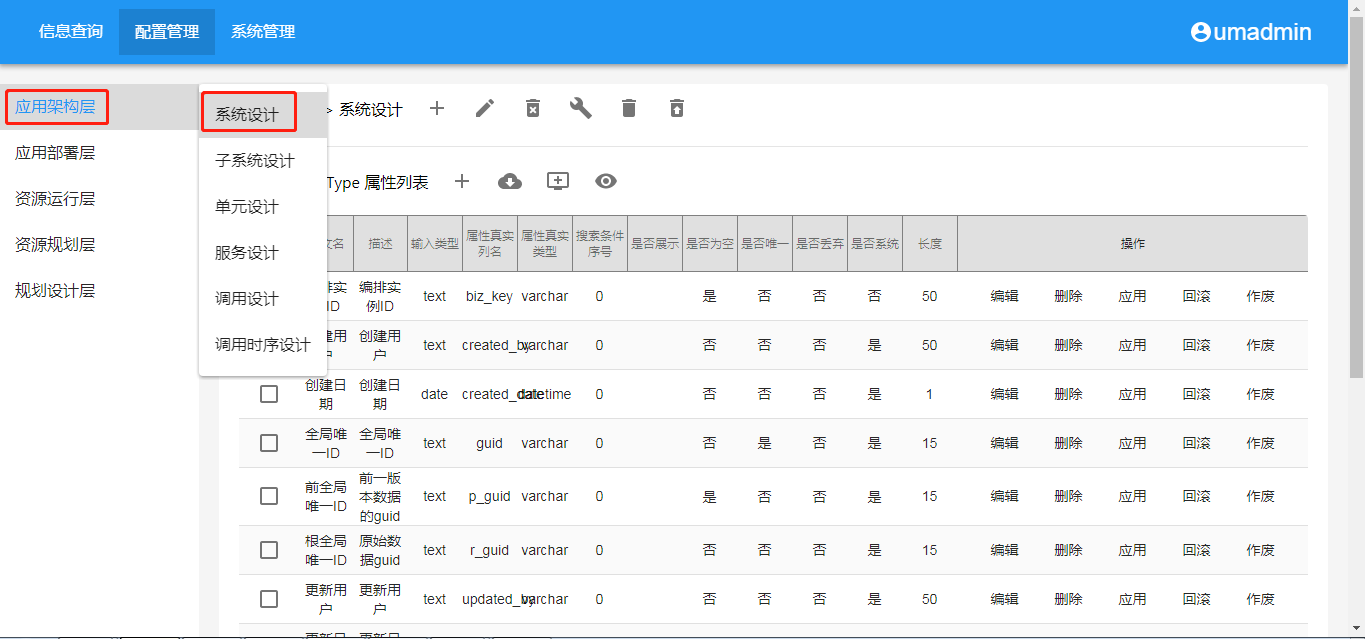 信息查询 配置管理 系统管理 umadmin
应用架构层
应用部署层
资源运行层
资源规划层
规划设计层
系统设计
子系统设计
单元设计
服务设计
调用设计
调用时序设计
> 系统设计
Type 属性列表
名 描述 输入类型 属性真实列名 属性真实类型 搜索条件序号 是否展示 是否为空 是否唯一 是否丢弃 是否系统 长度 操作
排实ID 编排实例ID text biz_key varchar 0 是 否 否 否 50 编辑 删除 应用 回滚 作废
建用户 创建用户 text created_by varchar 0 否 否 否 是 50 编辑 删除 应用 回滚 作废
创建日期 创建日期 date created_date datetime 0 否 否 否 是 1 编辑 删除 应用 回滚 作废
全局唯一ID 全局唯一ID text guid varchar 0 否 是 否 是 15 编辑 删除 应用 回滚 作废
前全局唯一ID 前一版本数据的guid text p_guid varchar 0 是 否 否 是 15 编辑 删除 应用 回滚 作废
根全局唯一ID 原始数据guid text r_guid varchar 0 否 否 否 是 15 编辑 删除 应用 回滚 作废
更新用户 更新用户 text updated_by varchar 0 否 否 否 是 50 编辑 删除 应用 回滚 作废
更新日 更新日